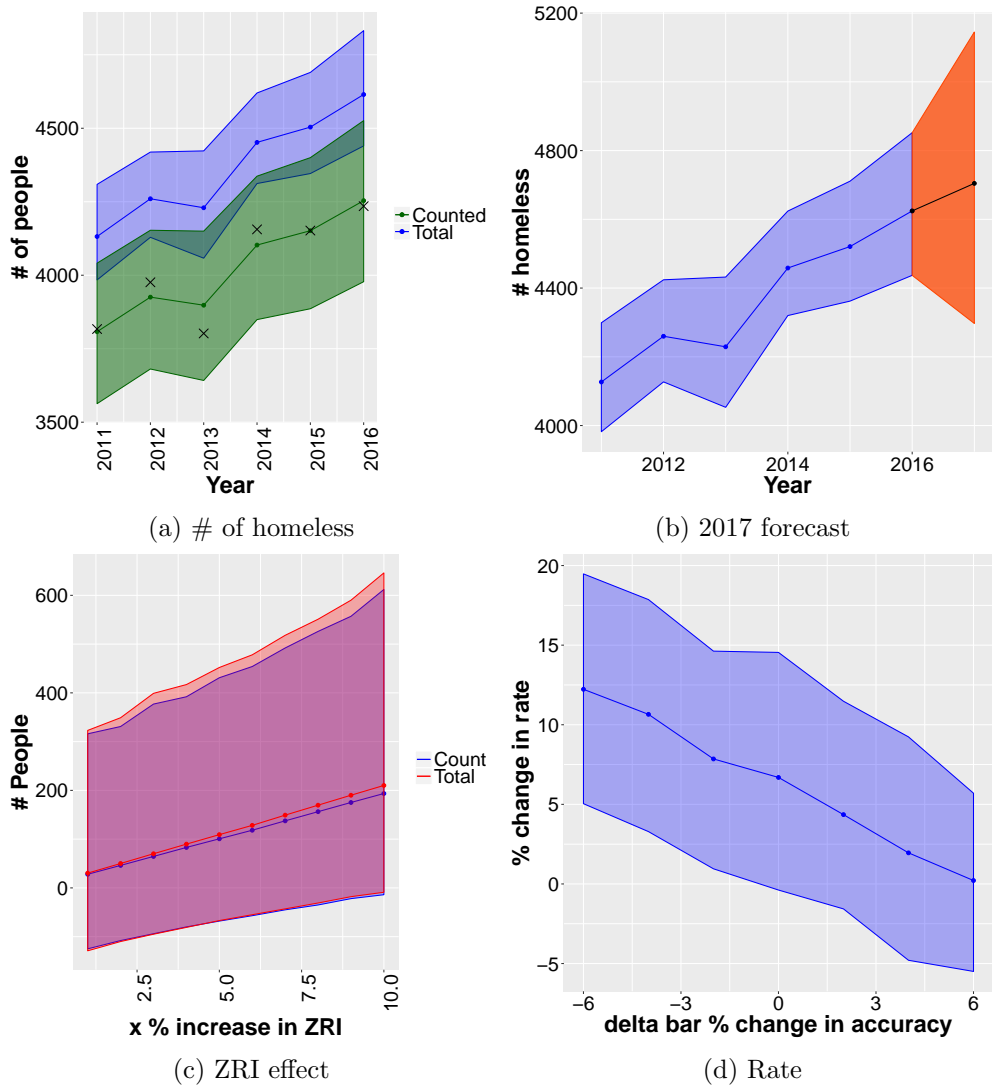 # of people
4500
4000
3500
2011
2012
2013
2014
2015
2016
Year
Counted
Total
(a) # of homeless
# homeless
5200
4800
4400
4000
2012
2014
2016
Year
(b) 2017 forecast
# People
600
400
200
0
2.5
5.0
7.5
10.0
x % increase in ZRI
Count
Total
(c) ZRI effect
% change in rate
20
15
10
5
0
−5
−6
−3
0
3
6
delta bar % change in accuracy
(d) Rate